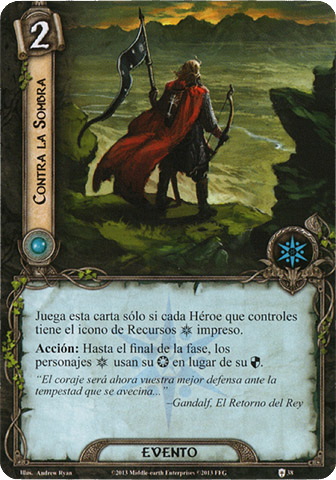 2
CONTRA LA SOMBRA
Juega esta carta sólo si cada Héroe que controles
tiene el icono de Recursos impreso.
Acción: Hasta el final de la fase, los
personajes usan su en lugar de su .
"El coraje será ahora vuestra mejor defensa ante la
tempestad que se avecina..."
—Gandalf, El Retorno del Rey
EVENTO
Illus. Andrew Ryan ©2013 Middle-earth Enterprises ©2013 FFG 38